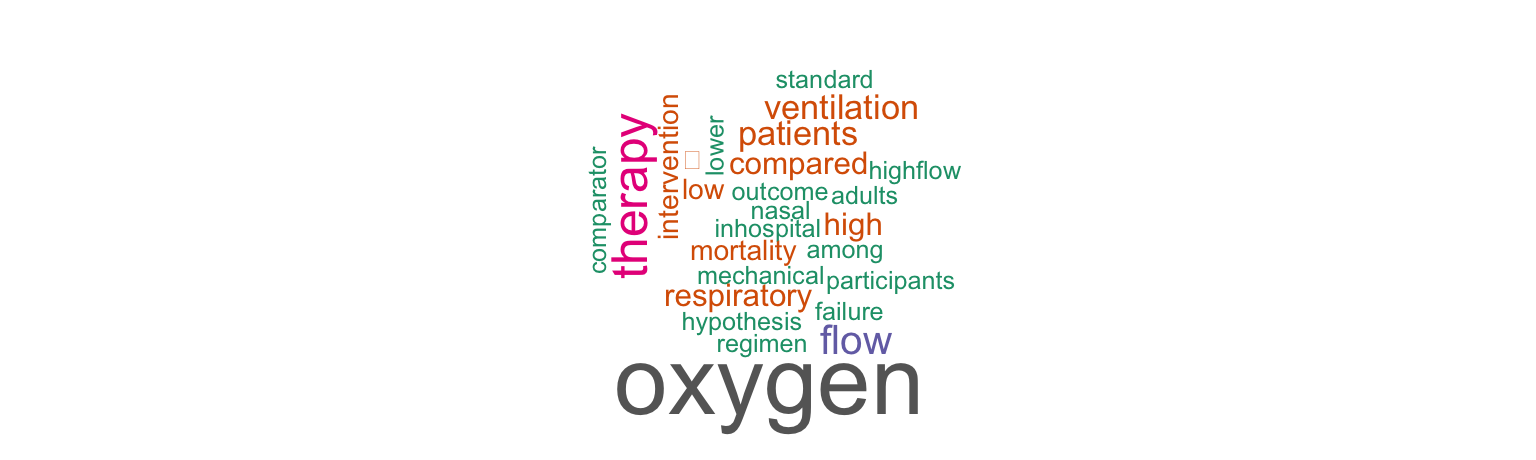 standard
ventilation
therapy
intervention
lower
patients
comparator
compared
highflow
low
outcome
adults
nasal
inhospital
high
mortality
among
mechanical
participants
respiratory
failure
hypothesis
regimen
flow
oxygen